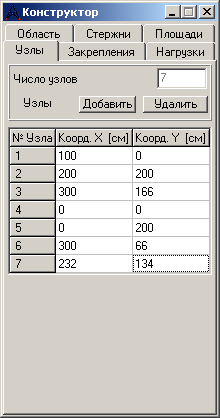 Конструктор
Область Стержни Площади
Узлы Закрепления Нагрузки
Число узлов 7
Узлы Добавить Удалить
№ Узла Коорд. X [см] Коорд. Y [см]
1 100 0
2 200 200
3 300 166
4 0 0
5 0 200
6 300 66
7 232 134